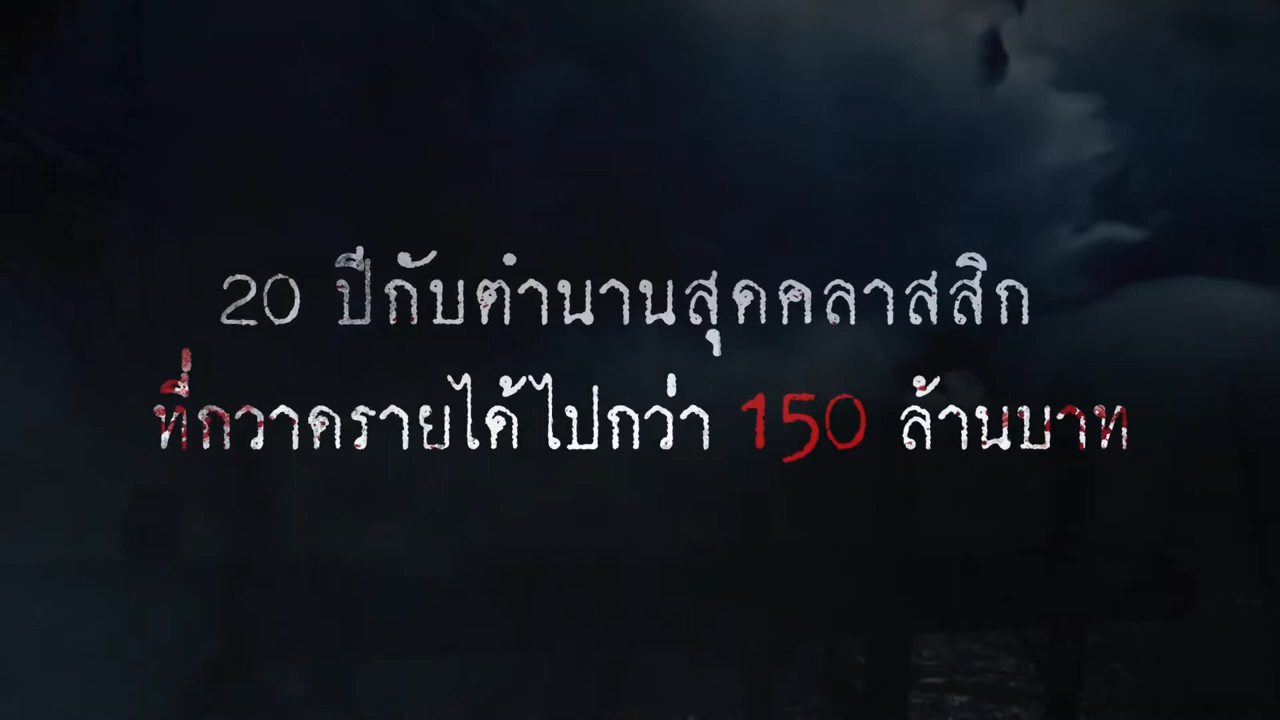 20 ปีกับตำนานสุดคลาสสิก
ที่กวาดรายได้ไปกว่า 150 ล้านบาท